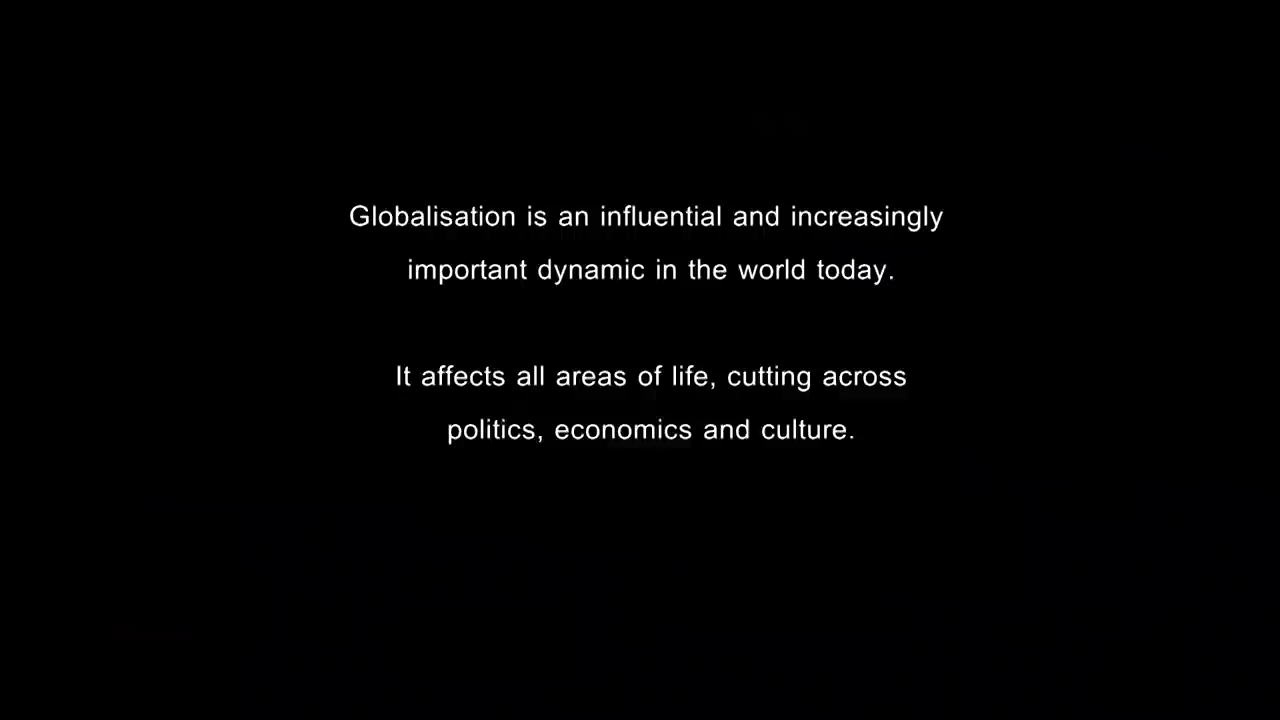 Globalisation is an influential and increasingly
important dynamic in the world today.
It affects all areas of life, cutting across
politics, economics and culture.